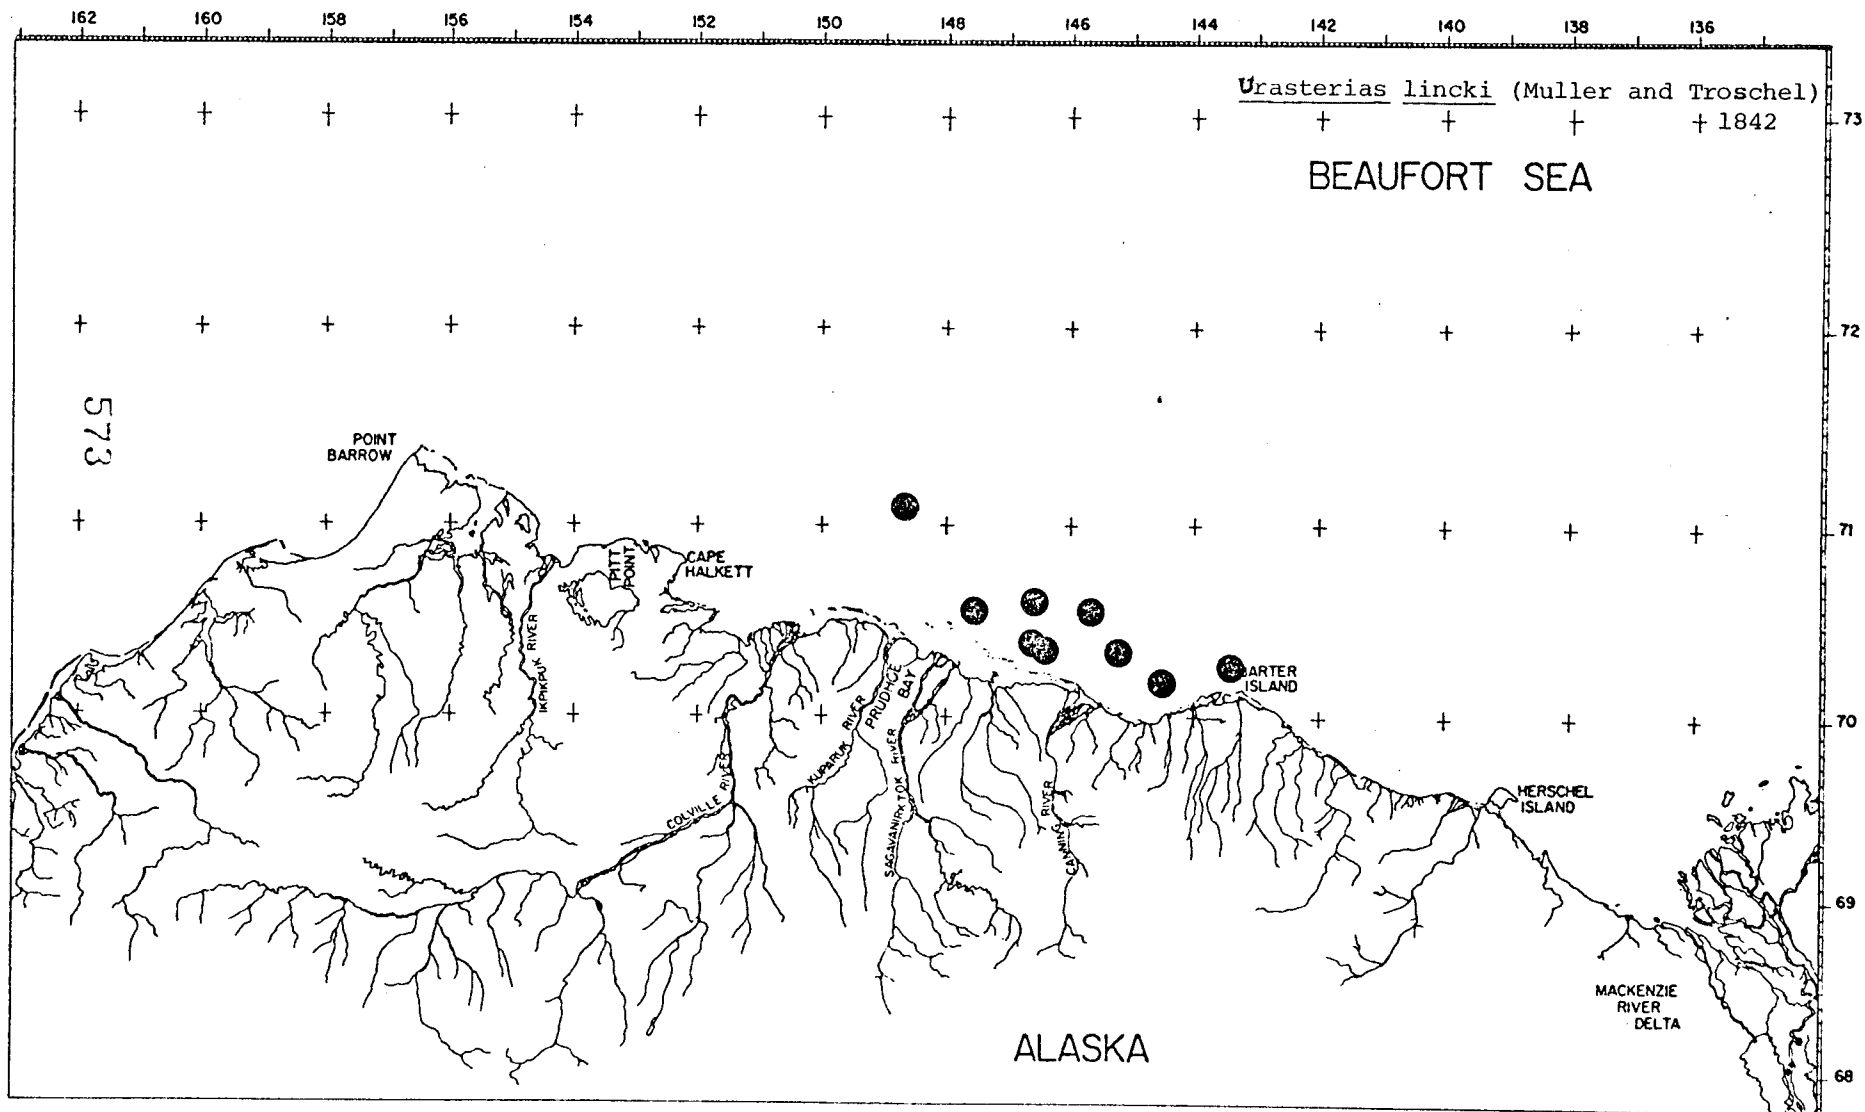 162 160 158 156 154 152 150 148 146 144 142 140 138 136
Urasterias lincki (Muller and Troschel)
1842
73
BEAUFORT SEA
72
573
POINT
BARROW
71
PITT
POINT
CAPE
HALKETT
IKPIKPUK RIVER
COLVILLE RIVER
KUPARUK RIVER
PRUDHOE
BAY
SAGAVANIRKTOK RIVER
CANNING RIVER
ARTER
ISLAND
70
HERSCHEL
ISLAND
69
MACKENZIE
RIVER
DELTA
ALASKA
68